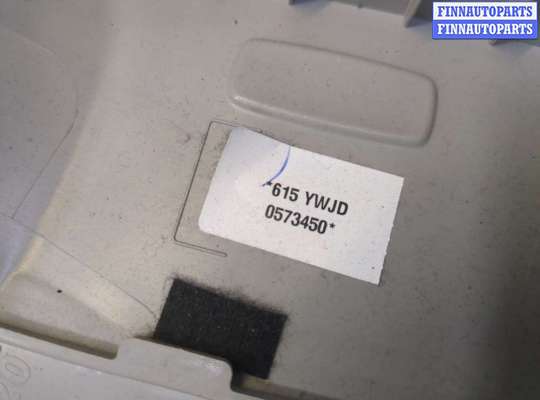 FINNAUTOPARTS
FINNAUTOPARTS
*615 YWJD
0573450*